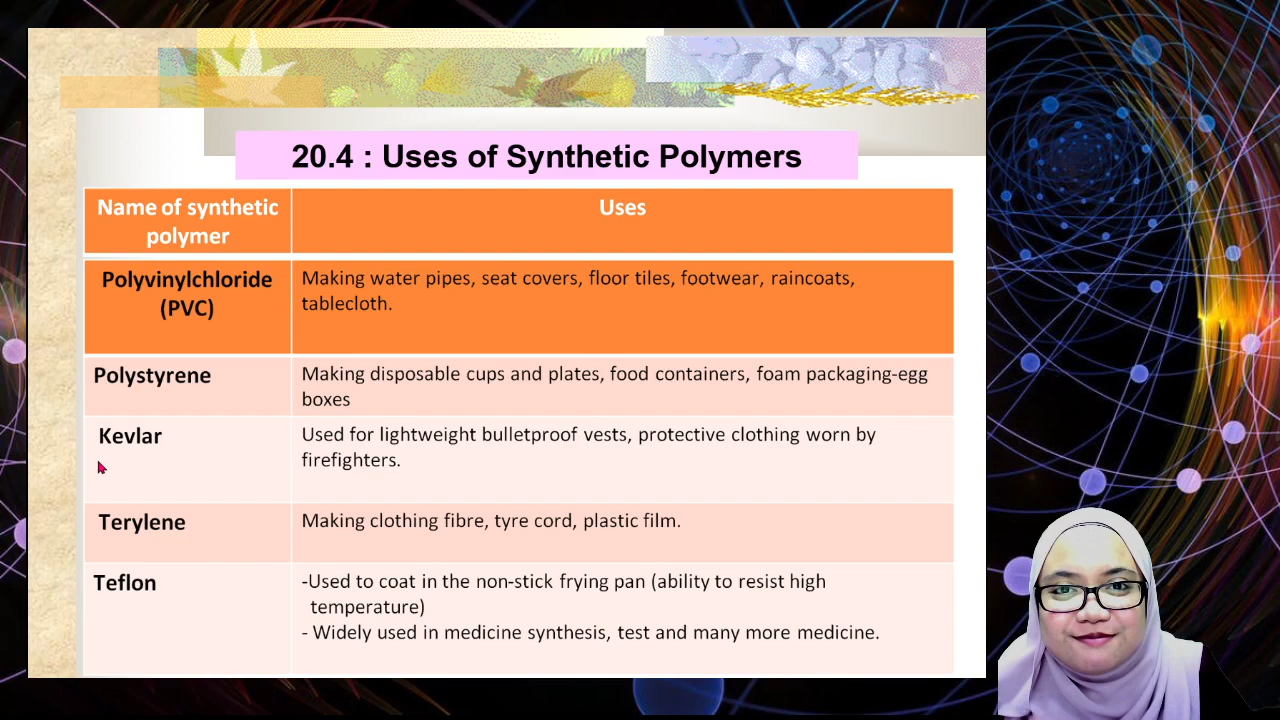 20.4 : Uses of Synthetic Polymers
Name of synthetic
polymer
Uses
Polyvinylchloride
(PVC)
Making water pipes, seat covers, floor tiles, footwear, raincoats,
tablecloth.
Polystyrene
Making disposable cups and plates, food containers, foam packaging-egg
boxes
Kevlar
Used for lightweight bulletproof vests, protective clothing worn by
firefighters.
Terylene
Making clothing fibre, tyre cord, plastic film.
Teflon
-Used to coat in the non-stick frying pan (ability to resist high
temperature)
- Widely used in medicine synthesis, test and many more medicine.